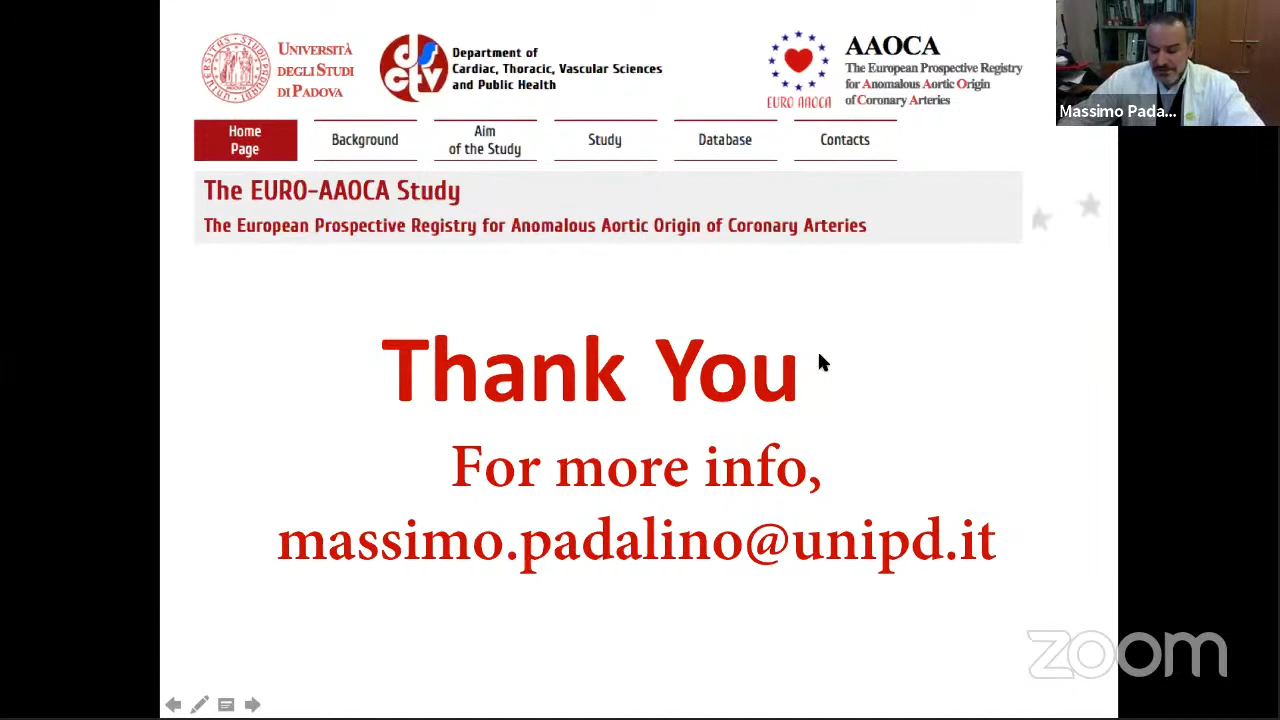 UNIVERSITÀ
DEGLI STUDI
DI PADOVA
dsctv
Department of
Cardiac, Thoracic, Vascular Sciences
and Public Health
EURO AAOCA
AAOCA
The European Prospective Registry
for Anomalous Aortic Origin
of Coronary Arteries
Massimo Pada...
Home
Page
Background
Aim
of the Study
Study
Database
Contacts
The EURO-AAOCA Study
The European Prospective Registry for Anomalous Aortic Origin of Coronary Arteries
Thank You
For more info,
massimo.padalino@unipd.it
zoom